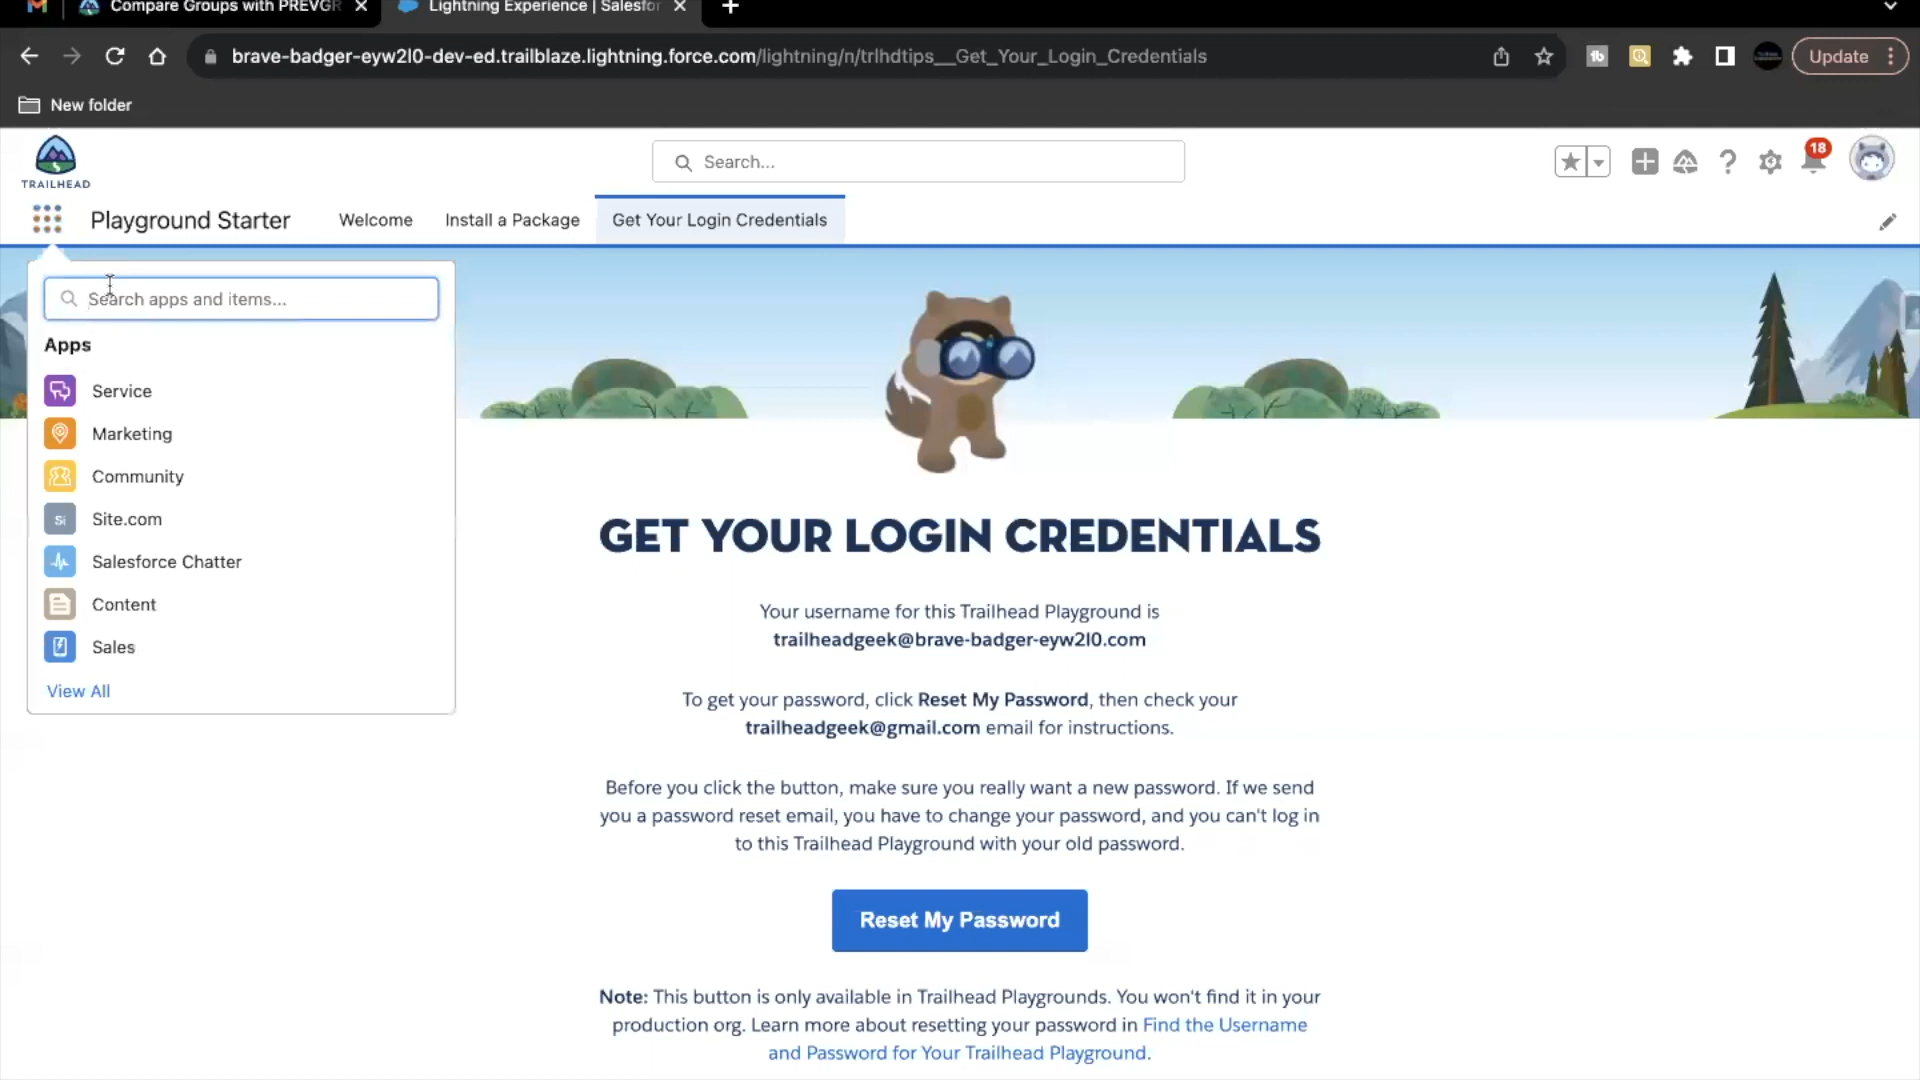 Compare Groups with PREVGR
Lightning Experience | Salesfor
brave-badger-eyw2l0-dev-ed.trailblaze.lightning.force.com/lightning/n/trlhdtips__Get_Your_Login_Credentials
Update
New folder
TRAILHEAD
Search...
18
Playground Starter
Welcome
Install a Package
Get Your Login Credentials
Search apps and items...
Apps
Service
Marketing
Community
Si
Site.com
Salesforce Chatter
Content
Sales
View All
GET YOUR LOGIN CREDENTIALS
Your username for this Trailhead Playground is
trailheadgeek@brave-badger-eyw2l0.com
To get your password, click Reset My Password, then check your
trailheadgeek@gmail.com email for instructions.
Before you click the button, make sure you really want a new password. If we send
you a password reset email, you have to change your password, and you can't log in
to this Trailhead Playground with your old password.
Reset My Password
Note: This button is only available in Trailhead Playgrounds. You won't find it in your
production org. Learn more about resetting your password in Find the Username
and Password for Your Trailhead Playground.